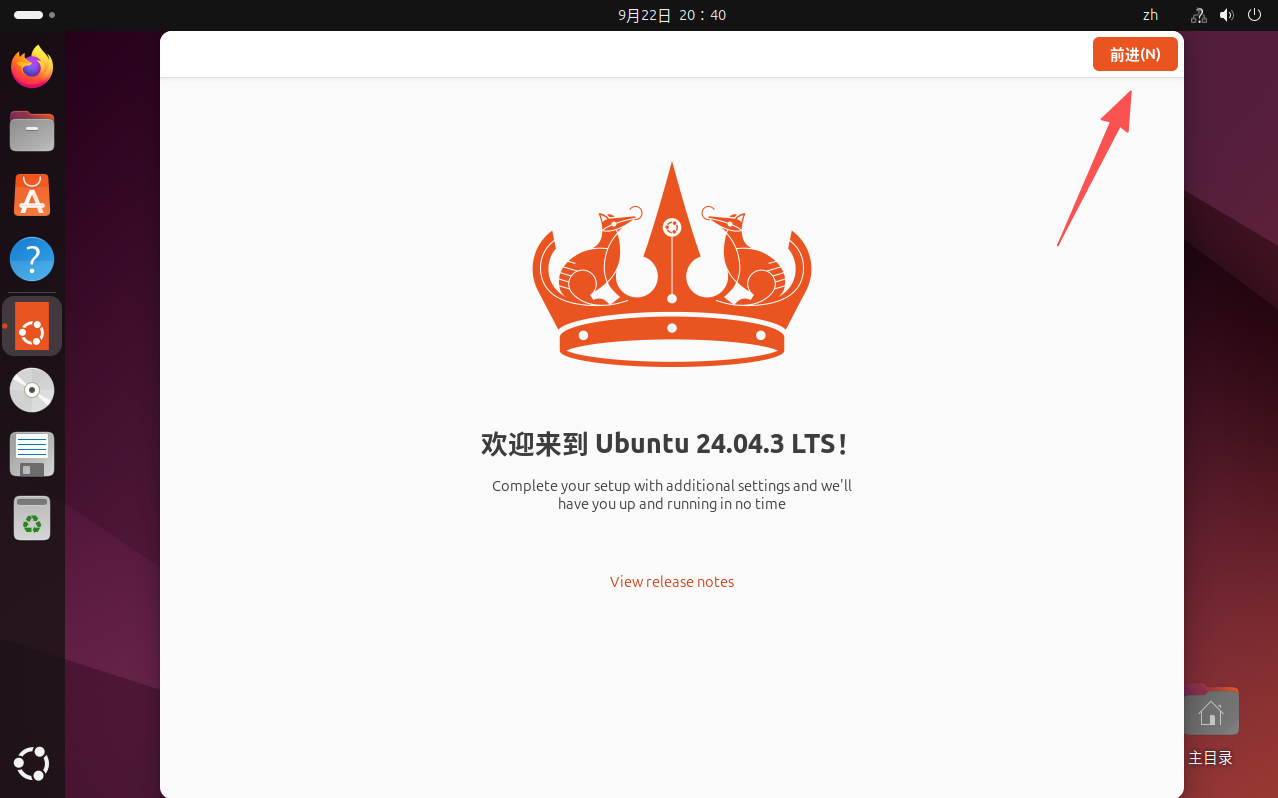 9月22日 20：40
zh
前进(N)
欢迎来到 Ubuntu 24.04.3 LTS！
Complete your setup with additional settings and we'll
have you up and running in no time
View release notes
主目录